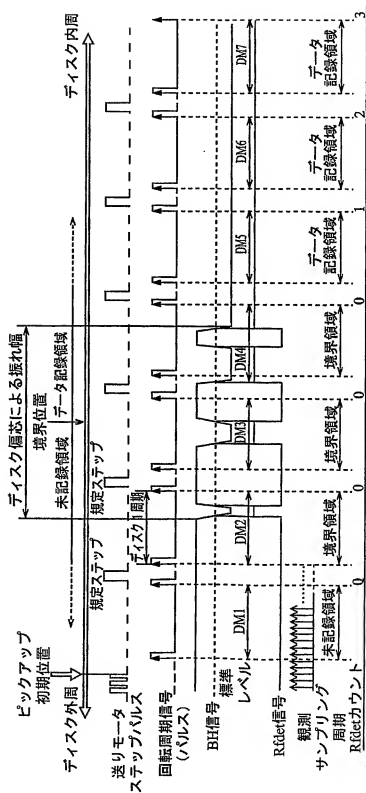 ピックアップ
初期位置
ディスク外周
ディスク内周
ディスク偏芯による振れ幅
境界位置
未記録領域
データ記録領域
送りモータ
ステップパルス
規定ステップ
規定ステップ
ディスク1周期
回転周期信号
(パルス)
BH信号
標準
レベル
DM1
DM2
DM3
DM4
DM5
DM6
DM7
Rfdet信号
観測
サンプリング
周期
未記録領域
境界領域
境界領域
境界領域
データ
記録領域
データ
記録領域
データ
記録領域
Rfdetカウント
0
0
0
0
1
2
3